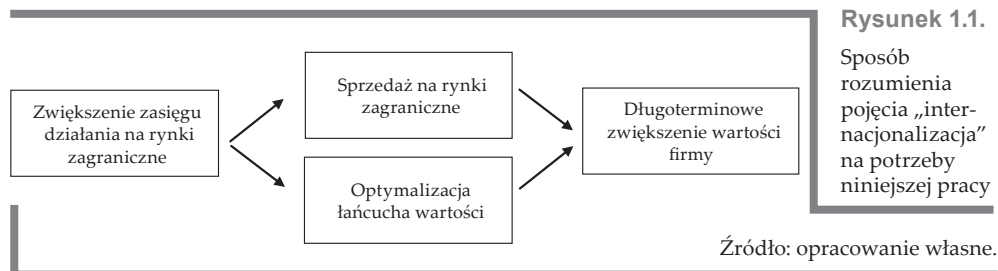 Rysunek 1.1.
Sposób
rozumienia
pojęcia „inter-
nacjonalizacja”
na potrzeby
niniejszej pracy
Zwiększenie zasięgu
działania na rynki
zagraniczne
Sprzedaż na rynki
zagraniczne
Optymalizacja
łańcucha wartości
Długoterminowe
zwiększenie wartości
firmy
Źródło: opracowanie własne.